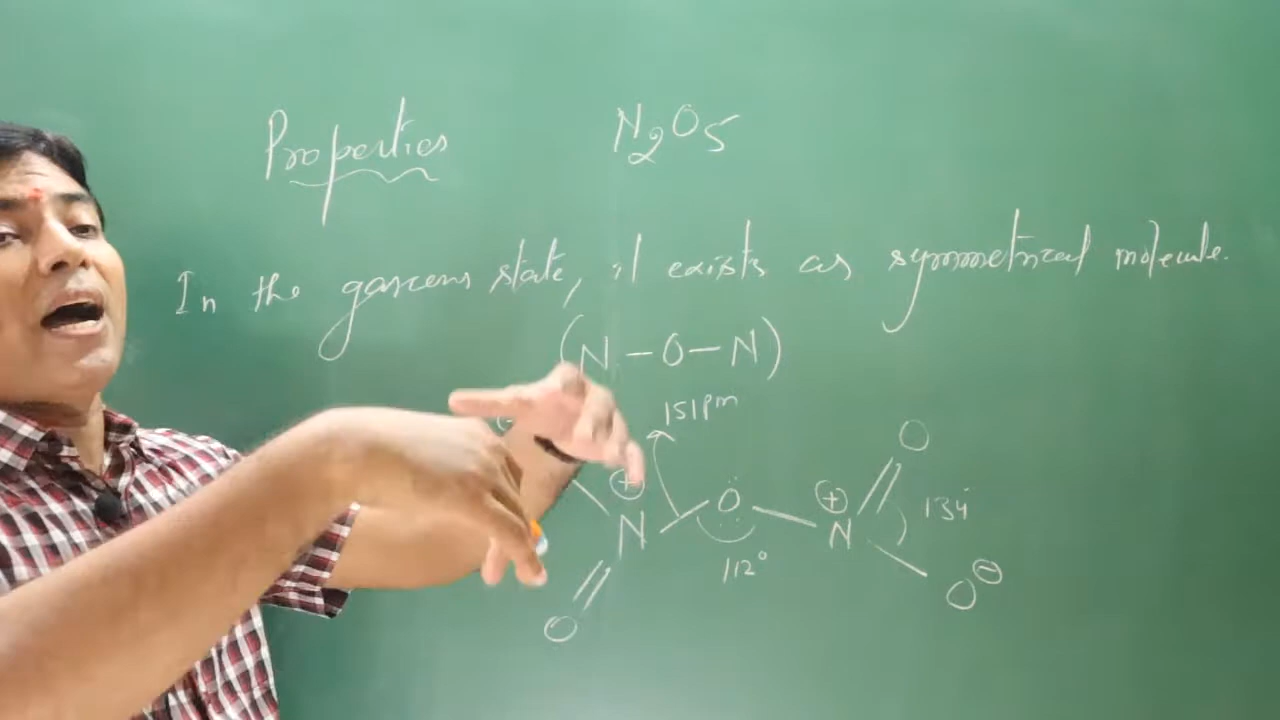 Properties N2O5
In the gaseous state, it exists as symmetrical molecule.
(N - O - N)
151pm
O
⊕ O ⊕ 134°
N N
112° O⊖
O